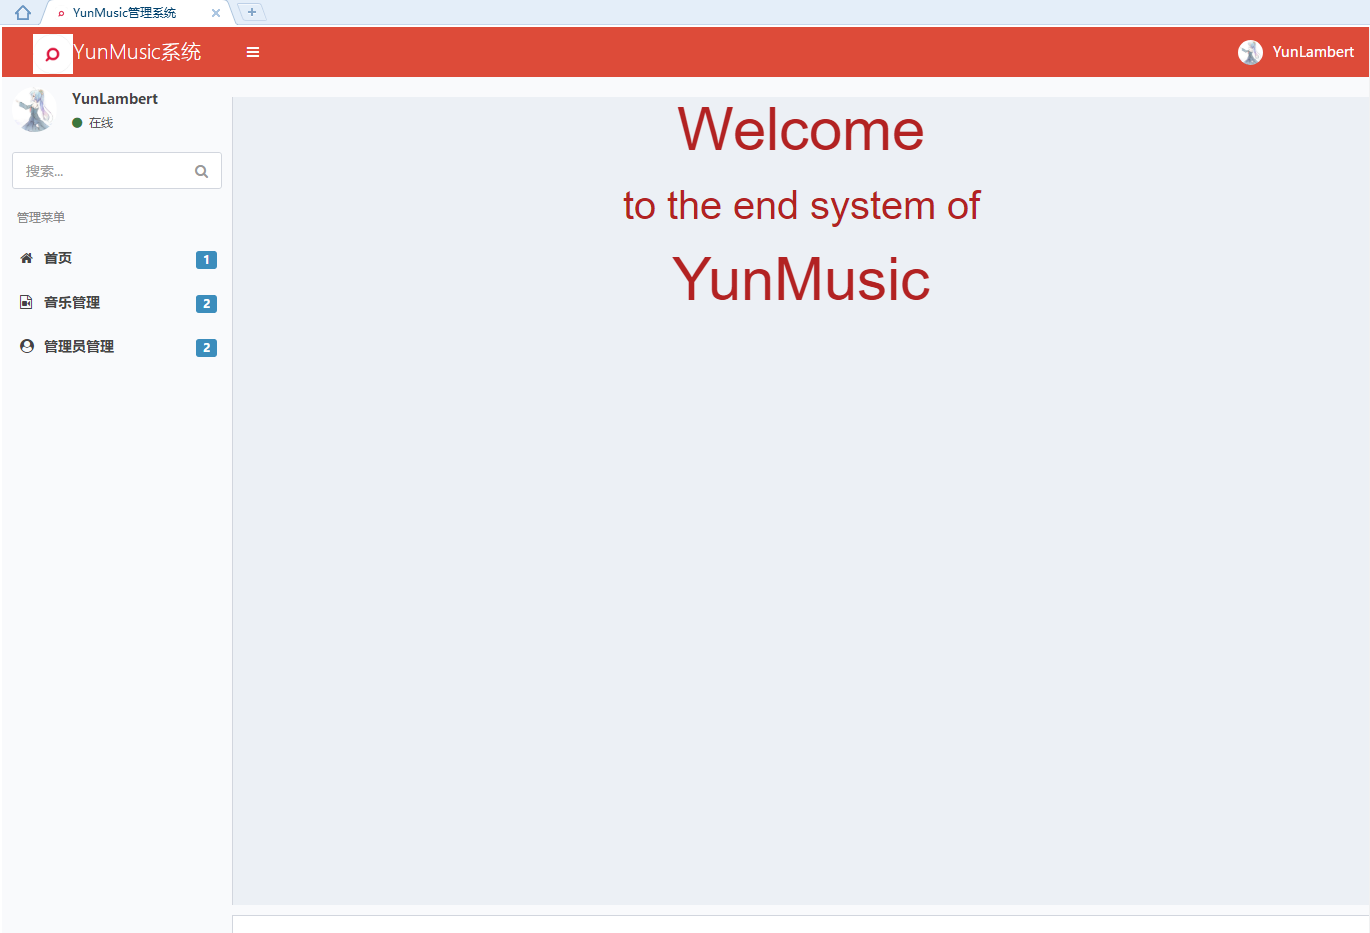 YunMusic管理系统
YunMusic系统
YunLambert
YunLambert
在线
搜索...
管理菜单
首页 1
音乐管理 2
管理员管理 2
Welcome
to the end system of
YunMusic